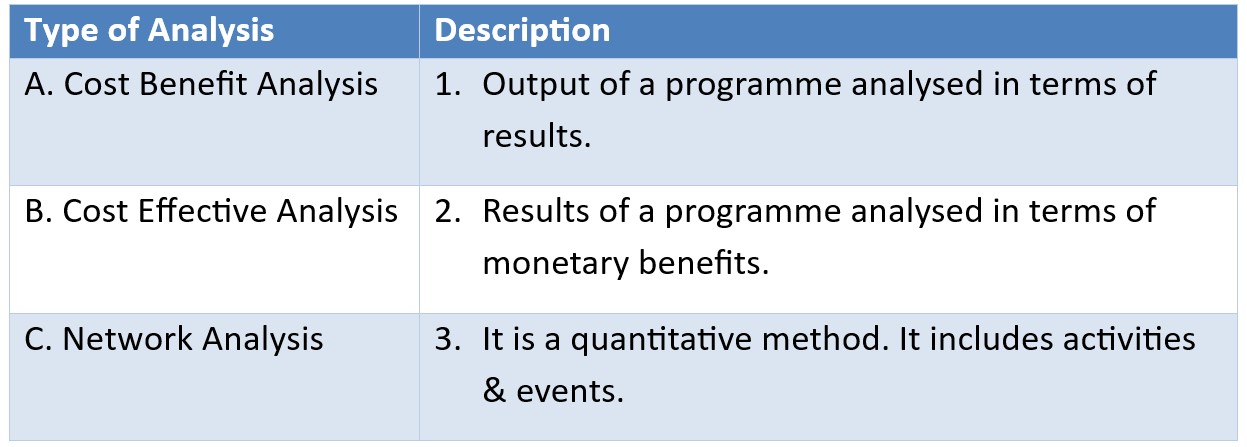 Type of Analysis
Description
A. Cost Benefit Analysis
1. Output of a programme analysed in terms of
results.
B. Cost Effective Analysis
2. Results of a programme analysed in terms of
monetary benefits.
C. Network Analysis
3. It is a quantitative method. It includes activities
& events.